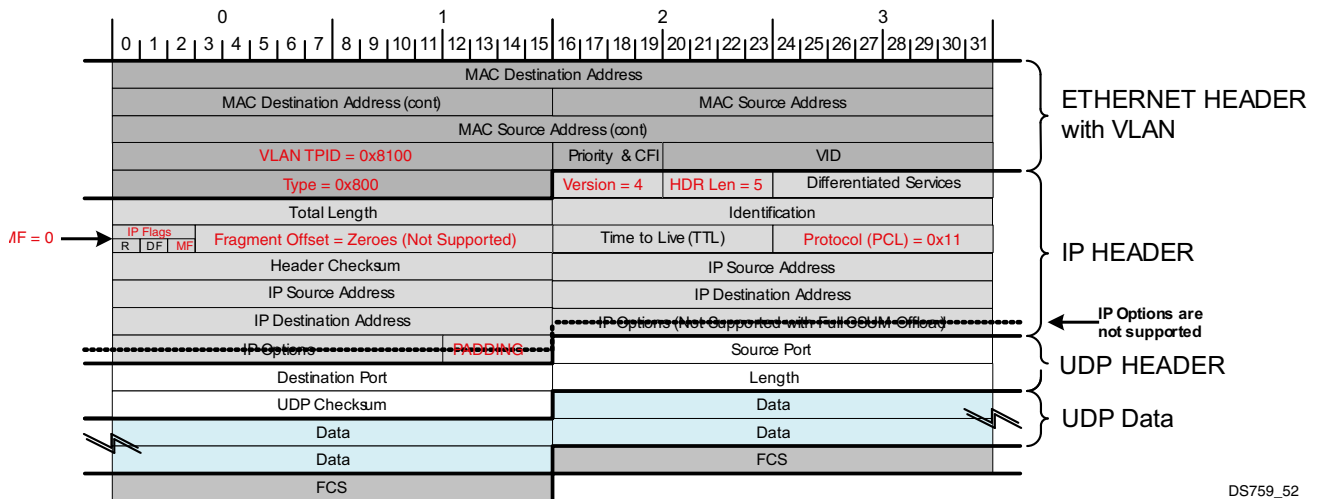 0 1 2 3
0 1 2 3 4 5 6 7 8 9 10 11 12 13 14 15 16 17 18 19 20 21 22 23 24 25 26 27 28 29 30 31
MAC Destination Address
MAC Destination Address (cont) MAC Source Address
MAC Source Address (cont)
ETHERNET HEADER
with VLAN
VLAN TPID = 0x8100 Priority & CFI VID
Type = 0x800 Version = 4 HDR Len = 5 Differentiated Services
Total Length Identification
MF = 0
IP Flags
R DF MF Fragment Offset = Zeroes (Not Supported) Time to Live (TTL) Protocol (PCL) = 0x11
IP HEADER
Header Checksum IP Source Address
IP Source Address IP Destination Address
IP Destination Address IP Options (Not Supported with Full CSUM Offload)
IP Options are
not supported
IP Options PADDING Source Port
UDP HEADER
Destination Port Length
UDP Checksum Data
UDP Data
Data Data
Data FCS
FCS
DS759_52